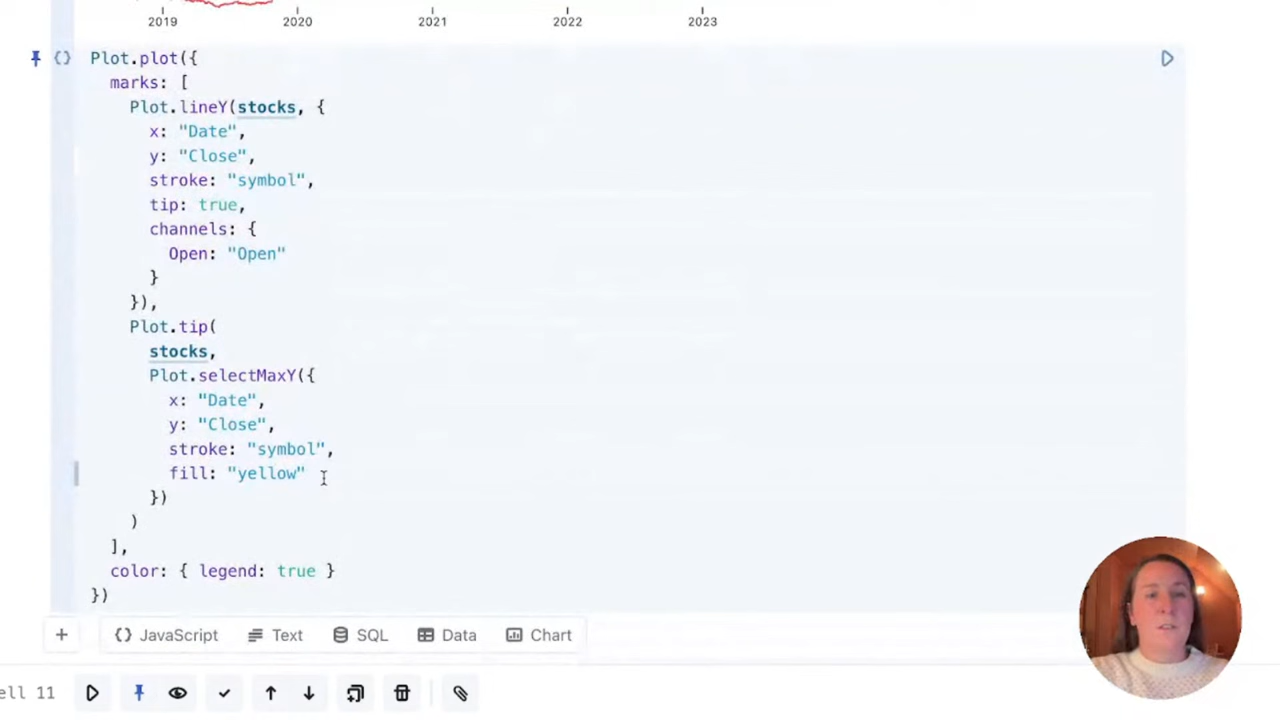 2019 2020 2021 2022 2023
Plot.plot({
marks: [
Plot.lineY(stocks, {
x: "Date",
y: "Close",
stroke: "symbol",
tip: true,
channels: {
Open: "Open"
}
}),
Plot.tip(
stocks,
Plot.selectMaxY({
x: "Date",
y: "Close",
stroke: "symbol",
fill: "yellow"
})
)
],
color: { legend: true }
})
+ {} JavaScript Text SQL Data Chart
ell 11